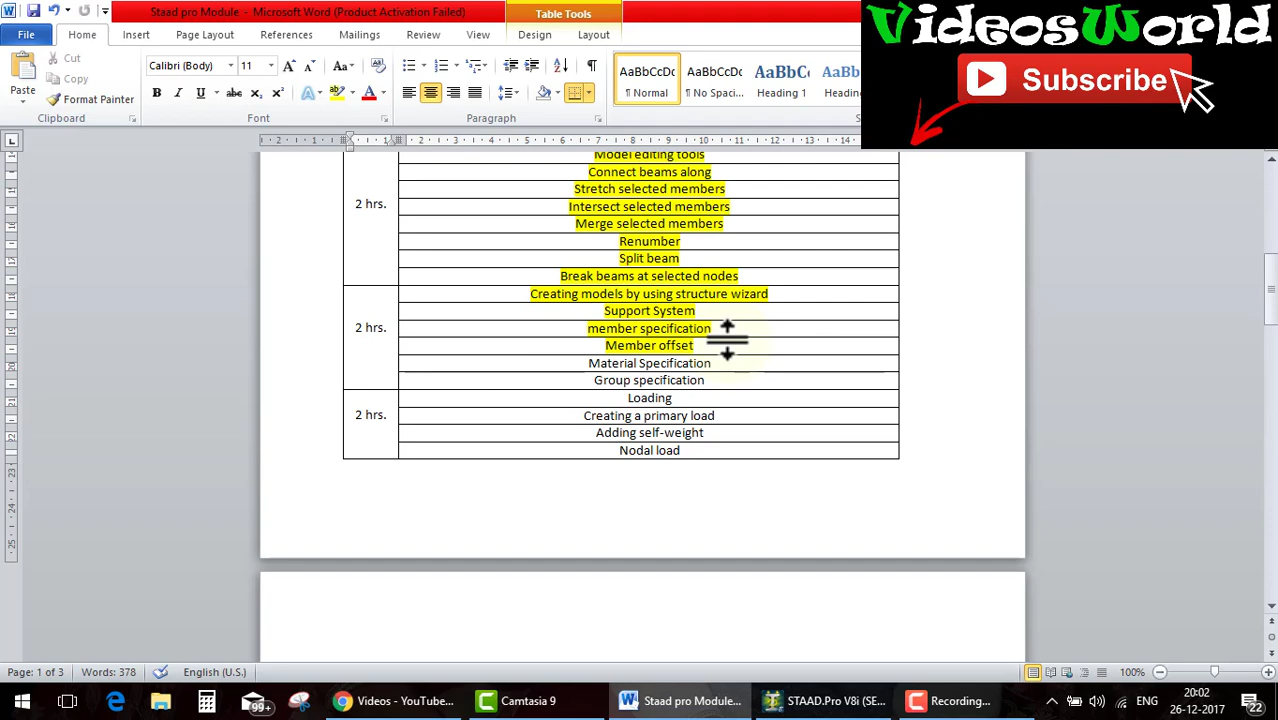 Staad pro Module - Microsoft Word (Product Activation Failed)
Table Tools
VideosWorld
Subscribe
File Home Insert Page Layout References Mailings Review View Design Layout
Paste
Cut
Copy
Format Painter
Clipboard
Calibri (Body) 11
Font
Paragraph
AaBbCcDc
¶ Normal
AaBbCcDc
¶ No Spaci...
AaBbCc
Heading 1
AaBbCc
Heading
Model editing tools
Connect beams along
Stretch selected members
2 hrs.
Intersect selected members
Merge selected members
Renumber
Split beam
Break beams at selected nodes
Creating models by using structure wizard
Support System
2 hrs.
member specification
Member offset
Material Specification
Group specification
Loading
2 hrs.
Creating a primary load
Adding self-weight
Nodal load
Page: 1 of 3 Words: 378 English (U.S.) 100%
99+
Videos - YouTube...
Camtasia 9
Staad pro Module...
STAAD.Pro V8i (SE...
Recording...
ENG
20:02
26-12-2017
22